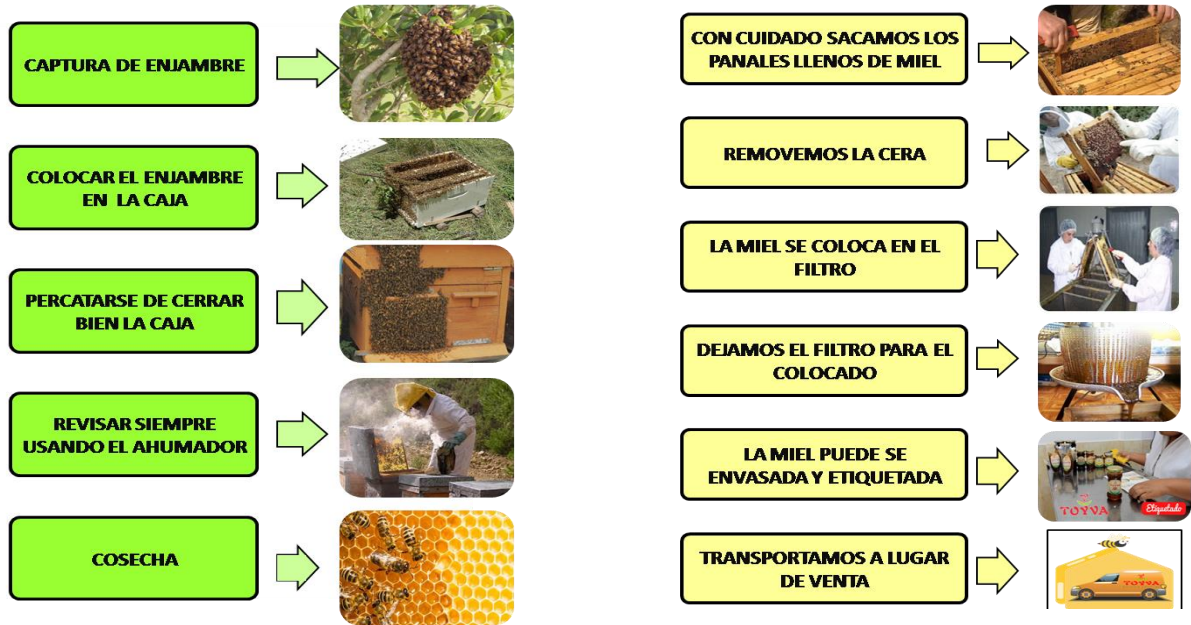 CAPTURA DE ENJAMBRE
COLOCAR EL ENJAMBRE
EN LA CAJA
PERCATARSE DE CERRAR
BIEN LA CAJA
REVISAR SIEMPRE
USANDO EL AHUMADOR
COSECHA
CON CUIDADO SACAMOS LOS
PANALES LLENOS DE MIEL
REMOVEMOS LA CERA
LA MIEL SE COLOCA EN EL
FILTRO
DEJAMOS EL FILTRO PARA EL
COLOCADO
LA MIEL PUEDE SE
ENVASADA Y ETIQUETADA
TOYVA
Etiquetado
TRANSPORTAMOS A LUGAR
DE VENTA
TOYVA